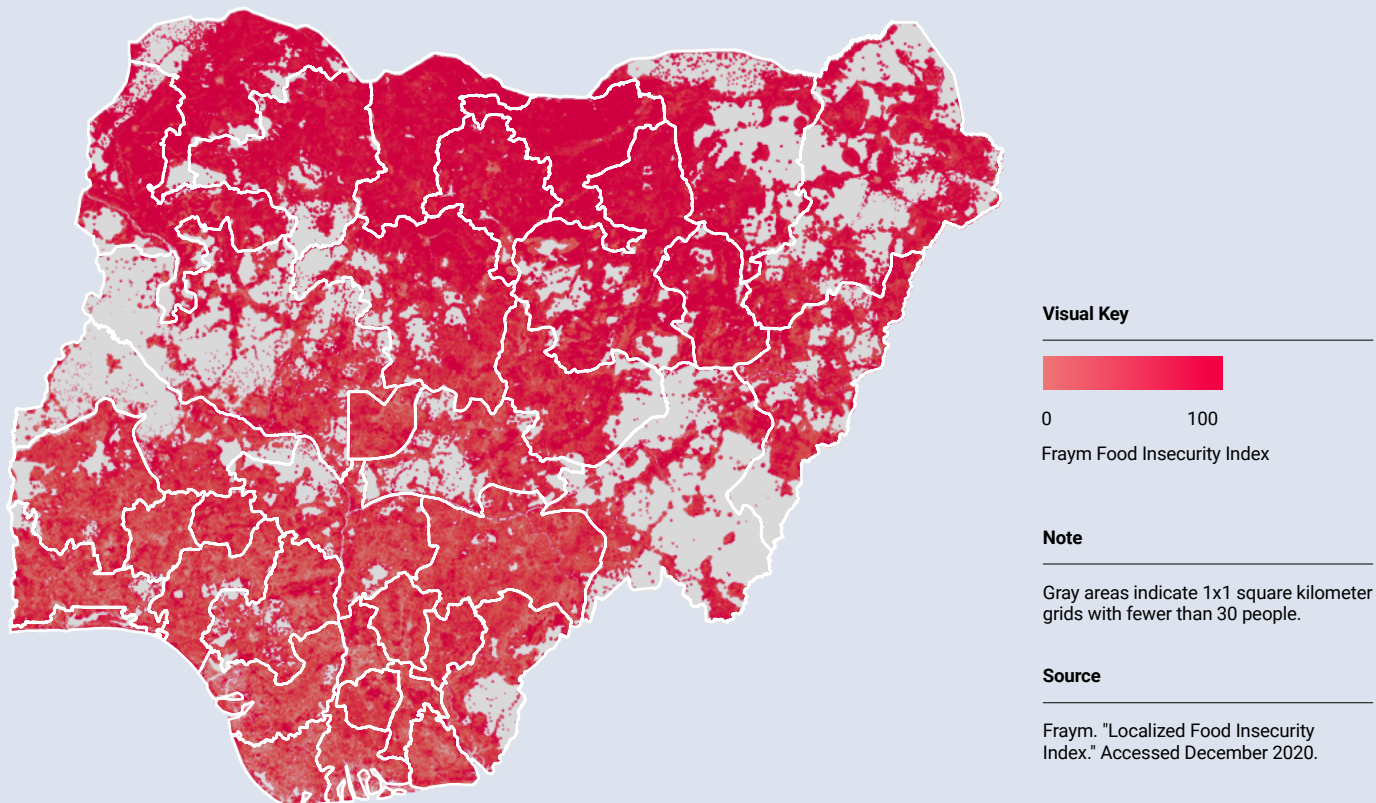 Visual Key
0 100
Fraym Food Insecurity Index
Note
Gray areas indicate 1x1 square kilometer
grids with fewer than 30 people.
Source
Fraym. "Localized Food Insecurity
Index." Accessed December 2020.